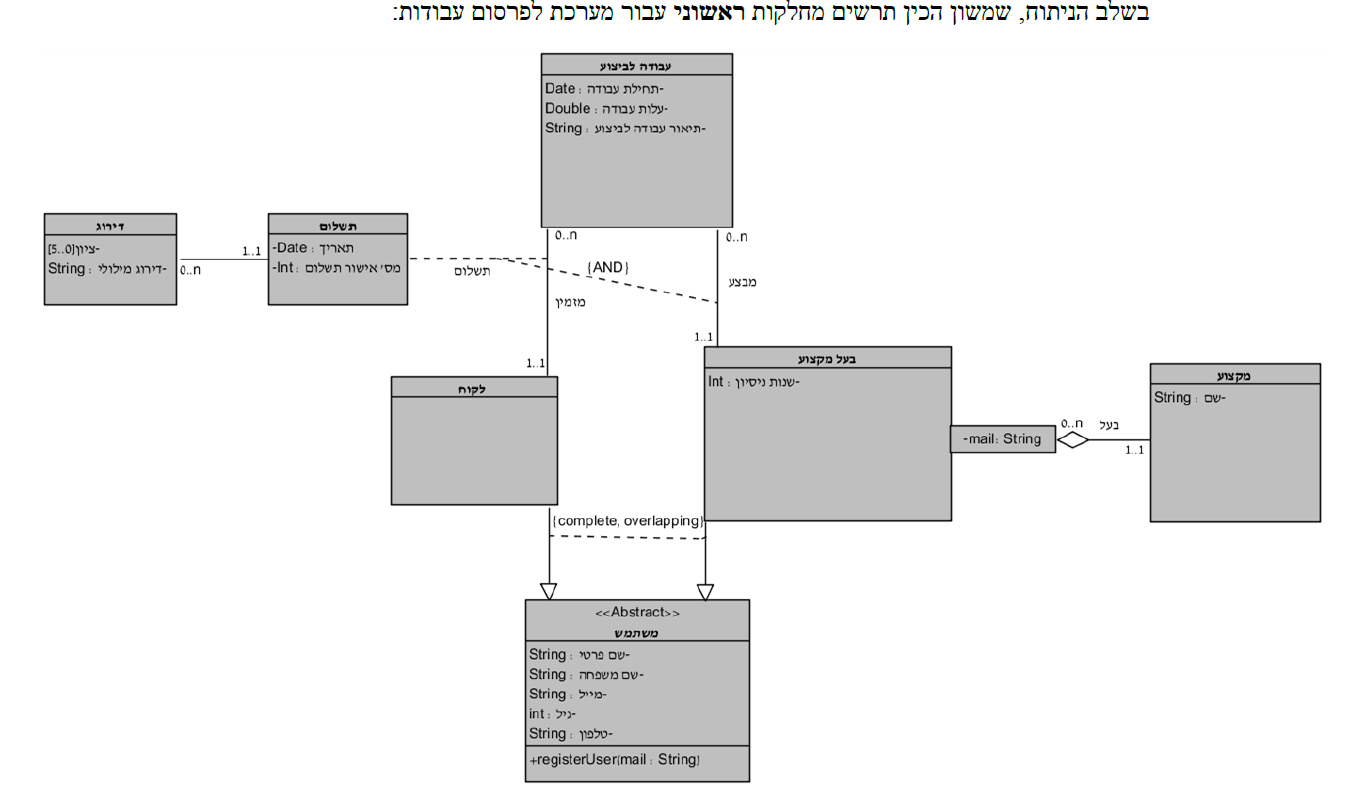 בשלב הניתוח, שמשון הכין תרשים מחלקות ראשוני עבור מערכת לפרסום עבודות:
עבודה לביצוע
-תחילת עבודה : Date
-עלות עבודה : Double
-תיאור עבודה לביצוע : String
דירוג
-ציון[0..5]
-דירוג מילולי : String
0..n
1..1
תשלום
-Date : תאריך
-Int : מס' אישור תשלום
תשלום
0..n
{AND}
מזמין
1..1
0..n
מבצע
1..1
לקוח
בעל מקצוע
-שנות ניסיון : Int
-mail: String
0..n
בעל
1..1
מקצוע
-שם : String
{complete, overlapping}
<<Abstract>>
משתמש
-שם פרטי : String
-שם משפחה : String
-מייל : String
-גיל : int
-טלפון : String
+registerUser(mail : String)